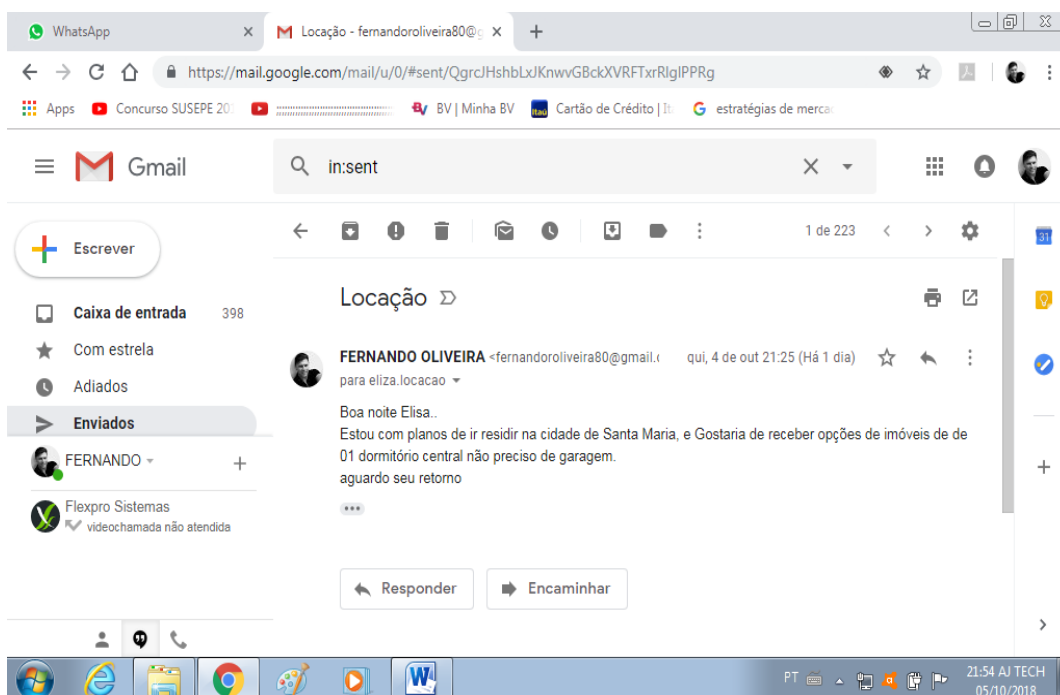 WhatsApp
Locação - fernandoroliveira80@g
https://mail.google.com/mail/u/0/#sent/QgrcJHshbLxJKnwvGBckXVRFTxrRlglPPRg
Apps Concurso SUSEPE 20 BV | Minha BV Itaú Cartão de Crédito | It G estratégias de merca
Gmail
in:sent
Escrever
1 de 223
31
Locação
Caixa de entrada 398
Com estrela
Adiados
Enviados
FERNANDO OLIVEIRA <fernandoroliveira80@gmail.c qui, 4 de out 21:25 (Há 1 dia)
para eliza.locacao
Boa noite Elisa..
Estou com planos de ir residir na cidade de Santa Maria, e Gostaria de receber opções de imóveis de de
01 dormitório central não preciso de garagem.
aguardo seu retorno
FERNANDO
Flexpro Sistemas
videochamada não atendida
Responder Encaminhar
PT
21:54 AJ TECH
05/10/2018